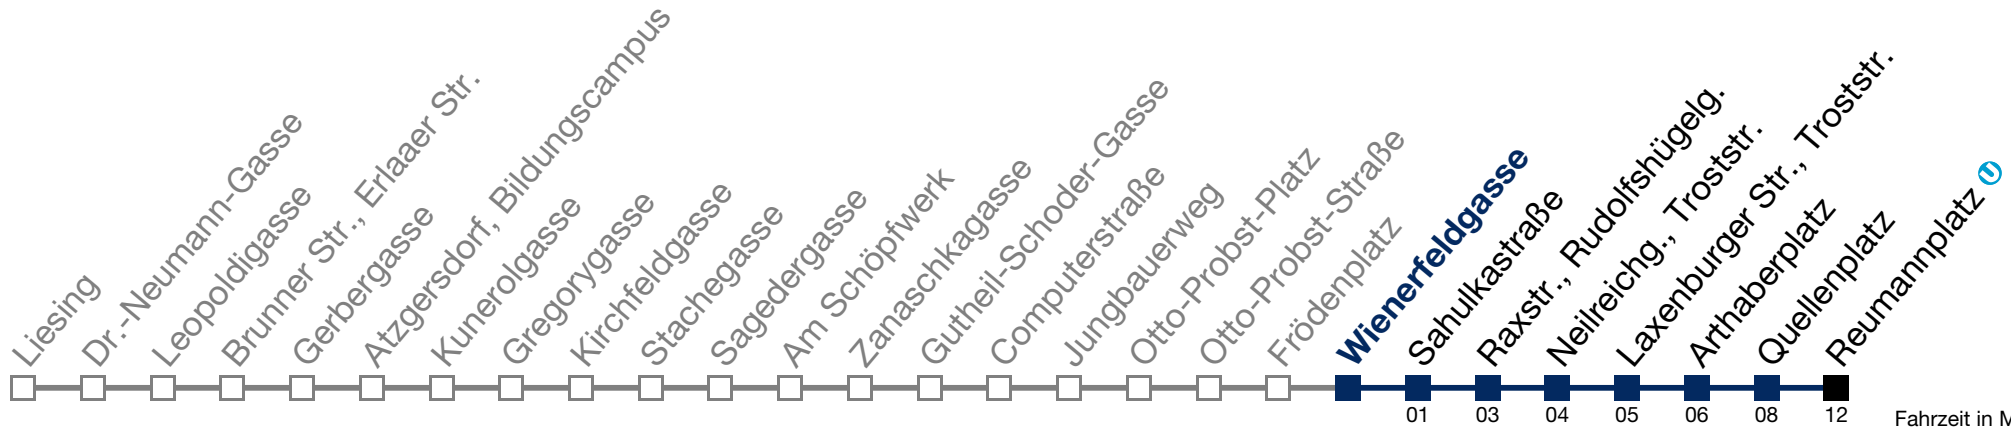 Liesing
Dr.-Neumann-Gasse
Leopoldigasse
Brunner Str., Erlaaer Str.
Gerbergasse
Atzgersdorf, Bildungscampus
Kunerolgasse
Gregorygasse
Kirchfeldgasse
Stachegasse
Sagedergasse
Am Schöpfwerk
Zanaschkagasse
Gutheil-Schoder-Gasse
Computerstraße
Jungbauerweg
Otto-Probst-Platz
Otto-Probst-Straße
Frödenplatz
Wienerfeldgasse
Sahulkastraße
Raxstr., Rudolfshügelg.
Neilreichg., Troststr.
Laxenburger Str., Troststr.
Arthaberplatz
Quellenplatz
Reumannplatz U
01 03 04 05 06 08 12 Fahrzeit in M